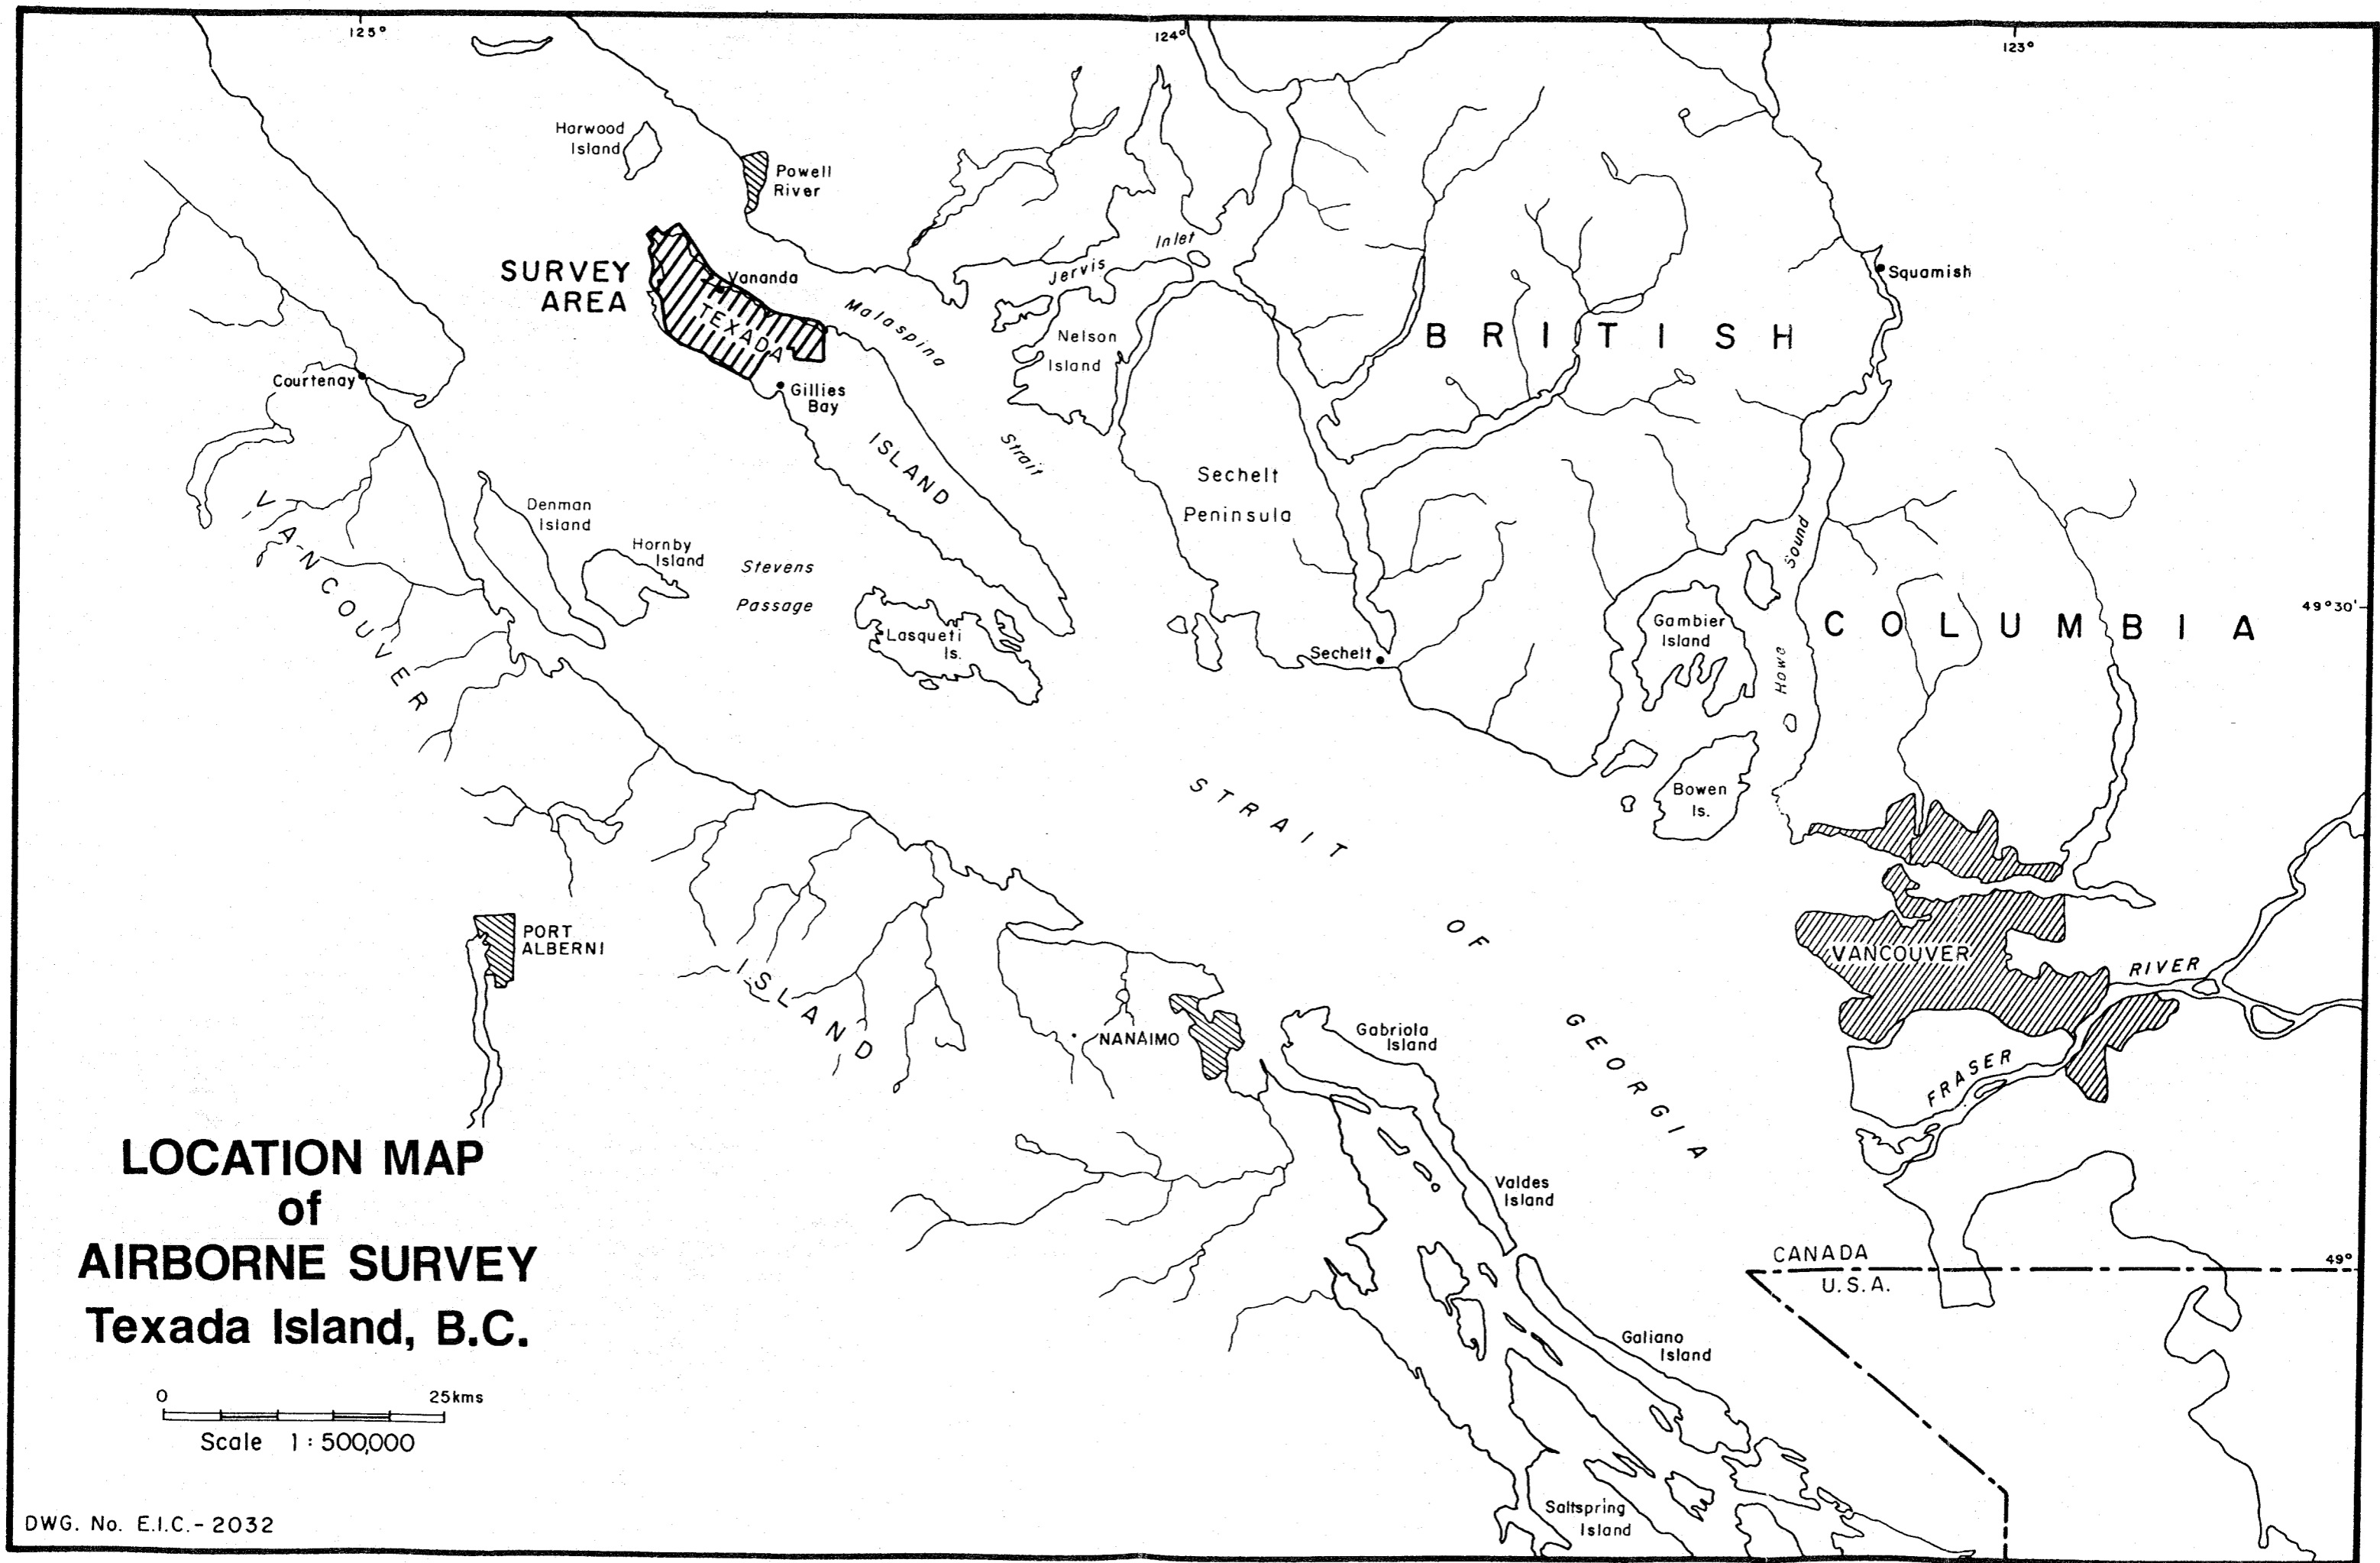 125°
124°
123°
Harwood
Island
Powell
River
SURVEY
AREA
Vananda
TEXADA
ISLAND
Gillies
Bay
Malaspina
Strait
Jervis
Inlet
Nelson
Island
Squamish
BRITISH
COLUMBIA
Courtenay
Sechelt
Peninsula
VANCOUVER
ISLAND
Denman
Island
Hornby
Island
Stevens
Passage
Lasqueti
Is.
Sechelt
Gambier
Island
Howe
Sound
49°30'
Bowen
Is.
STRAIT
OF
GEORGIA
PORT
ALBERNI
VANCOUVER
FRASER
RIVER
NANAIMO
Gabriola
Island
Valdes
Island
CANADA
U.S.A.
49°
Galiano
Island
Saltspring
Island
LOCATION MAP
of
AIRBORNE SURVEY
Texada Island, B.C.
0 25kms
Scale 1:500,000
DWG. No. E.I.C.-2032